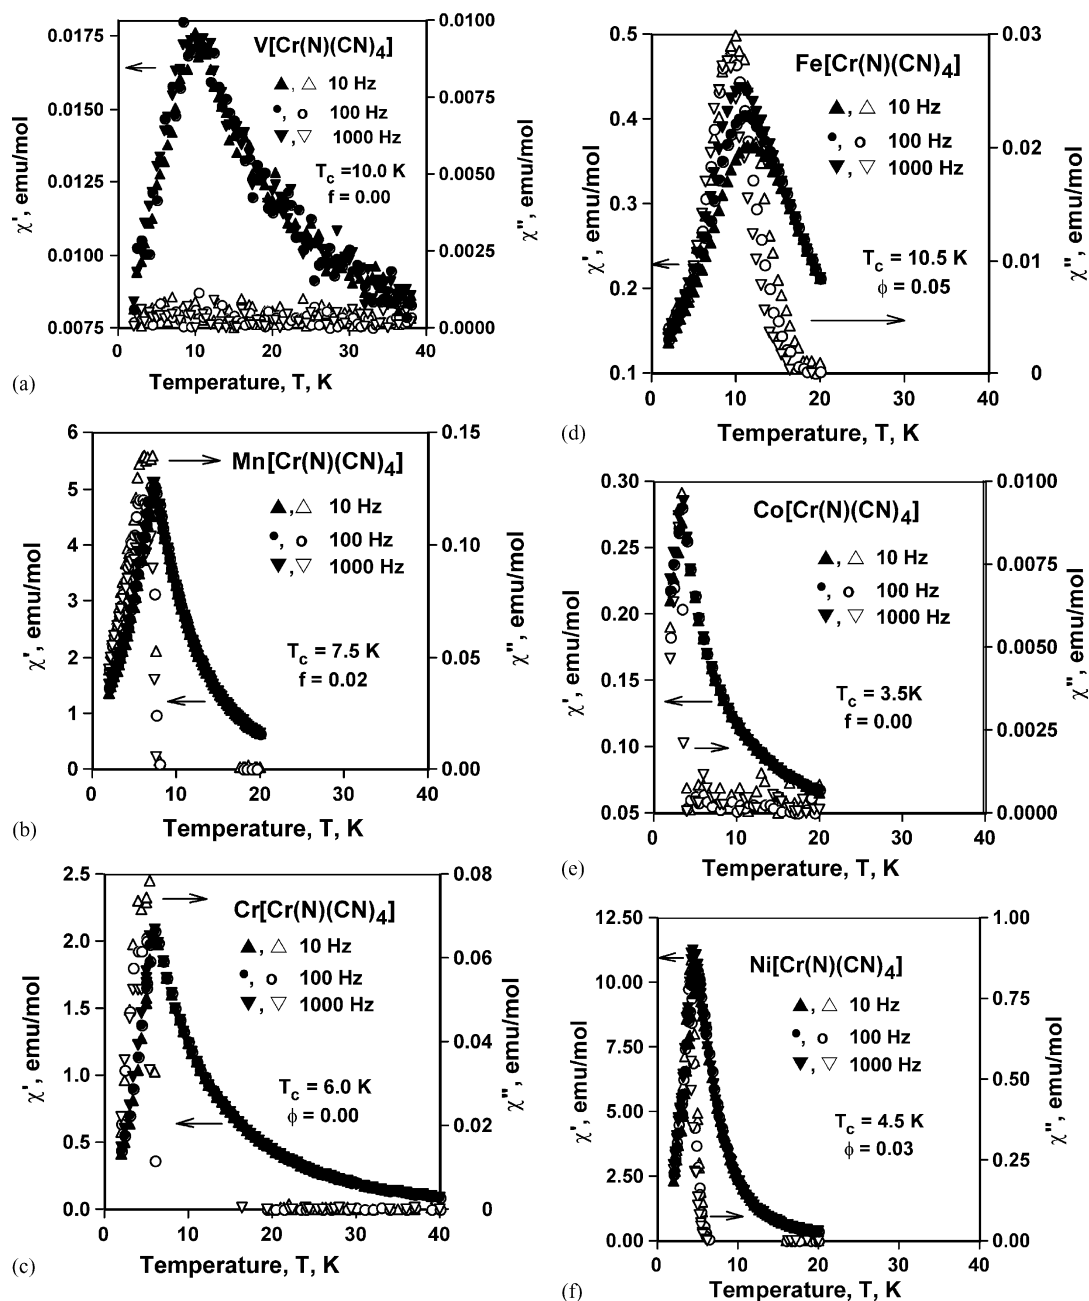 V[Cr(N)(CN)4]
▲, △ 10 Hz
●, o 100 Hz
▼, ▽ 1000 Hz
Tc =10.0 K
f = 0.00
χ', emu/mol
0.0175
0.0150
0.0125
0.0100
0.0075
χ", emu/mol
0.0100
0.0075
0.0050
0.0025
0.0000
0 10 20 30 40
Temperature, T, K
(a)
Mn[Cr(N)(CN)4]
▲,△ 10 Hz
●, o 100 Hz
▼,▽ 1000 Hz
Tc = 7.5 K
f = 0.02
χ', emu/mol
6
5
4
3
2
1
0
χ", emu/mol
0.15
0.10
0.05
0.00
0 10 20 30 40
Temperature, T, K
(b)
Cr[Cr(N)(CN)4]
▲, △ 10 Hz
●, o 100 Hz
▼, ▽ 1000 Hz
Tc = 6.0 K
ϕ = 0.00
χ', emu/mol
2.5
2.0
1.5
1.0
0.5
0.0
χ", emu/mol
0.08
0.06
0.04
0.02
0
0 10 20 30 40
Temperature, T, K
(c)
Fe[Cr(N)(CN)4]
▲, △ 10 Hz
●, o 100 Hz
▼, ▽ 1000 Hz
Tc = 10.5 K
ϕ = 0.05
χ', emu/mol
0.5
0.4
0.3
0.2
0.1
χ", emu/mol
0.03
0.02
0.01
0
0 10 20 30 40
Temperature, T, K
(d)
Co[Cr(N)(CN)4]
▲, △ 10 Hz
●, o 100 Hz
▼, ▽ 1000 Hz
Tc = 3.5K
f = 0.00
χ', emu/mol
0.30
0.25
0.20
0.15
0.10
0.05
χ", emu/mol
0.0100
0.0075
0.0050
0.0025
0.0000
0 10 20 30 40
Temperature, T, K
(e)
Ni[Cr(N)(CN)4]
▲, △ 10 Hz
●, o 100 Hz
▼, ▽ 1000 Hz
Tc = 4.5 K
ϕ = 0.03
χ', emu/mol
12.50
10.00
7.50
5.00
2.50
0.00
χ", emu/mol
1.00
0.75
0.50
0.25
0.00
0 10 20 30 40
Temperature, T, K
(f)